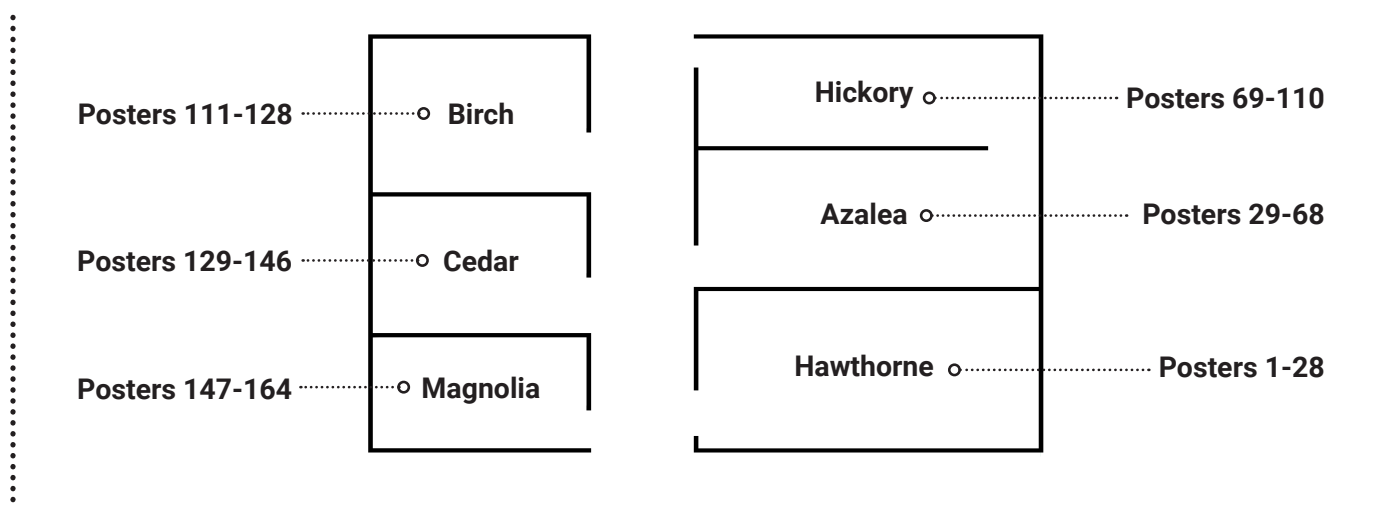 Posters 111-128
Birch
Posters 129-146
Cedar
Posters 147-164
Magnolia
Hickory
Posters 69-110
Azalea
Posters 29-68
Hawthorne
Posters 1-28